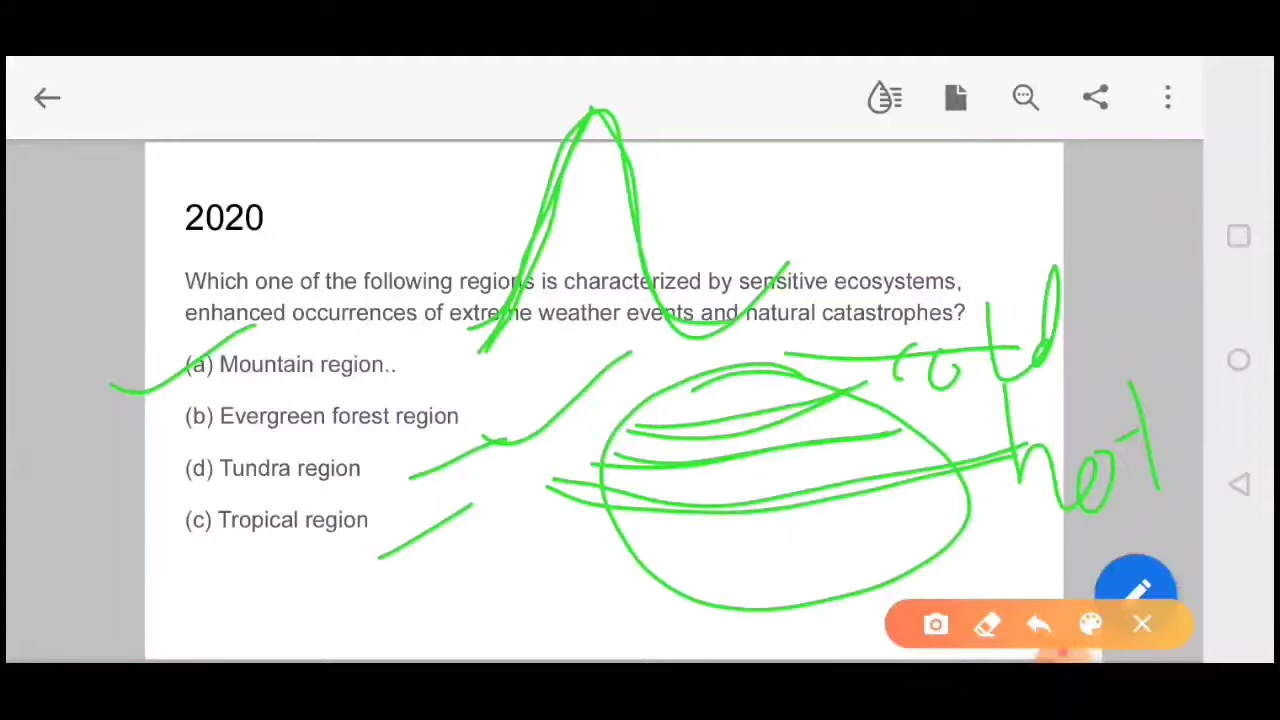 2020
Which one of the following regions is characterized by sensitive ecosystems,
enhanced occurrences of extreme weather events and natural catastrophes?
(a) Mountain region..
(b) Evergreen forest region
(d) Tundra region
(c) Tropical region
cold
hot